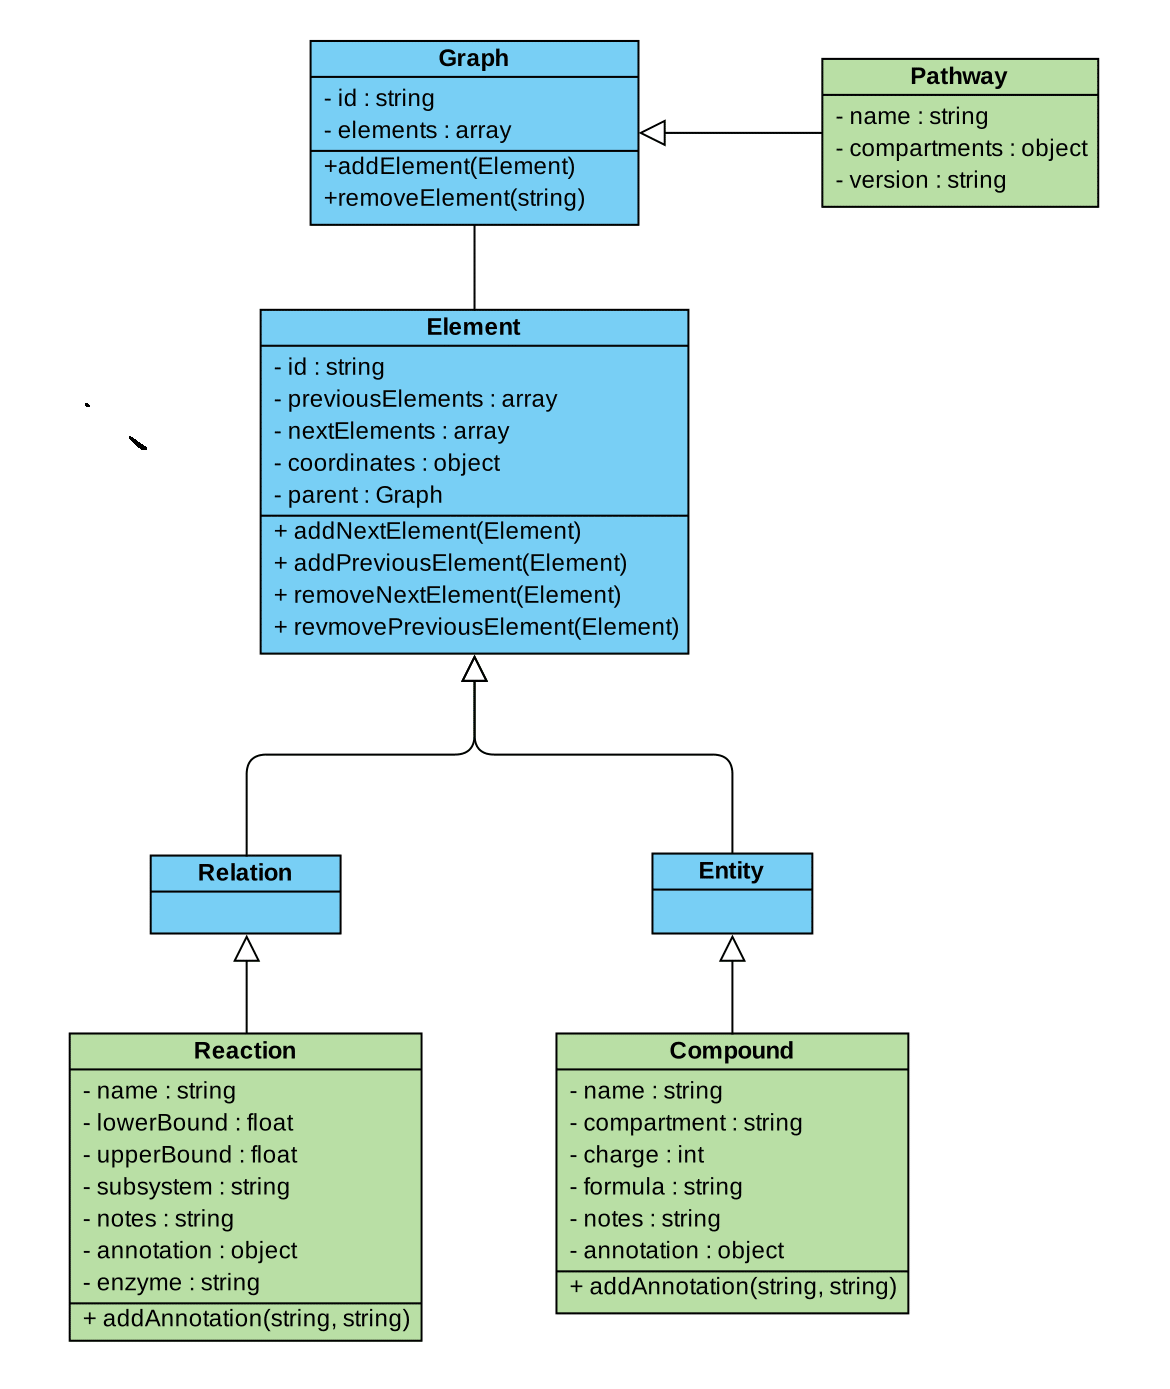 Graph
- id : string
- elements : array
+addElement(Element)
+removeElement(string)
Pathway
- name : string
- compartments : object
- version : string
Element
- id : string
- previousElements : array
- nextElements : array
- coordinates : object
- parent : Graph
+ addNextElement(Element)
+ addPreviousElement(Element)
+ removeNextElement(Element)
+ revmovePreviousElement(Element)
Relation
Entity
Reaction
- name : string
- lowerBound : float
- upperBound : float
- subsystem : string
- notes : string
- annotation : object
- enzyme : string
+ addAnnotation(string, string)
Compound
- name : string
- compartment : string
- charge : int
- formula : string
- notes : string
- annotation : object
+ addAnnotation(string, string)